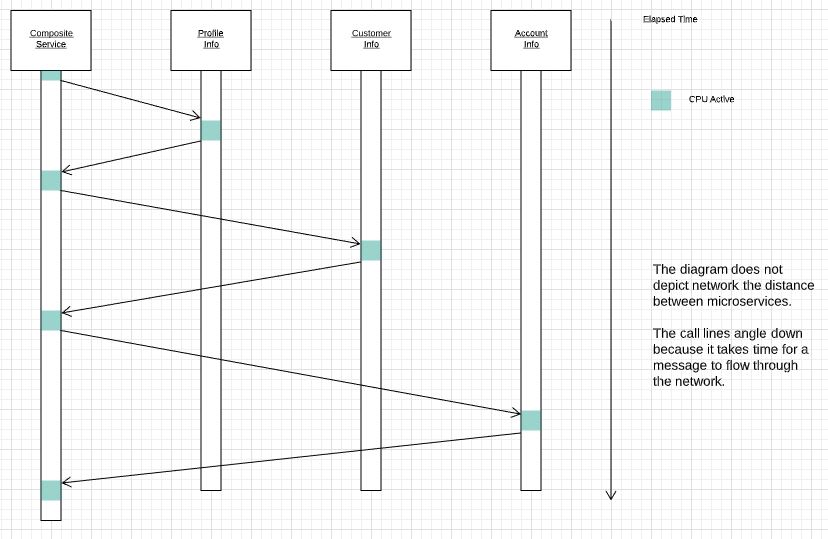 Composite
Service
Profile
Info
Customer
Info
Account
Info
Elapsed Time
CPU Active
The diagram does not
depict network the distance
between microservices.
The call lines angle down
because it takes time for a
message to flow through
the network.